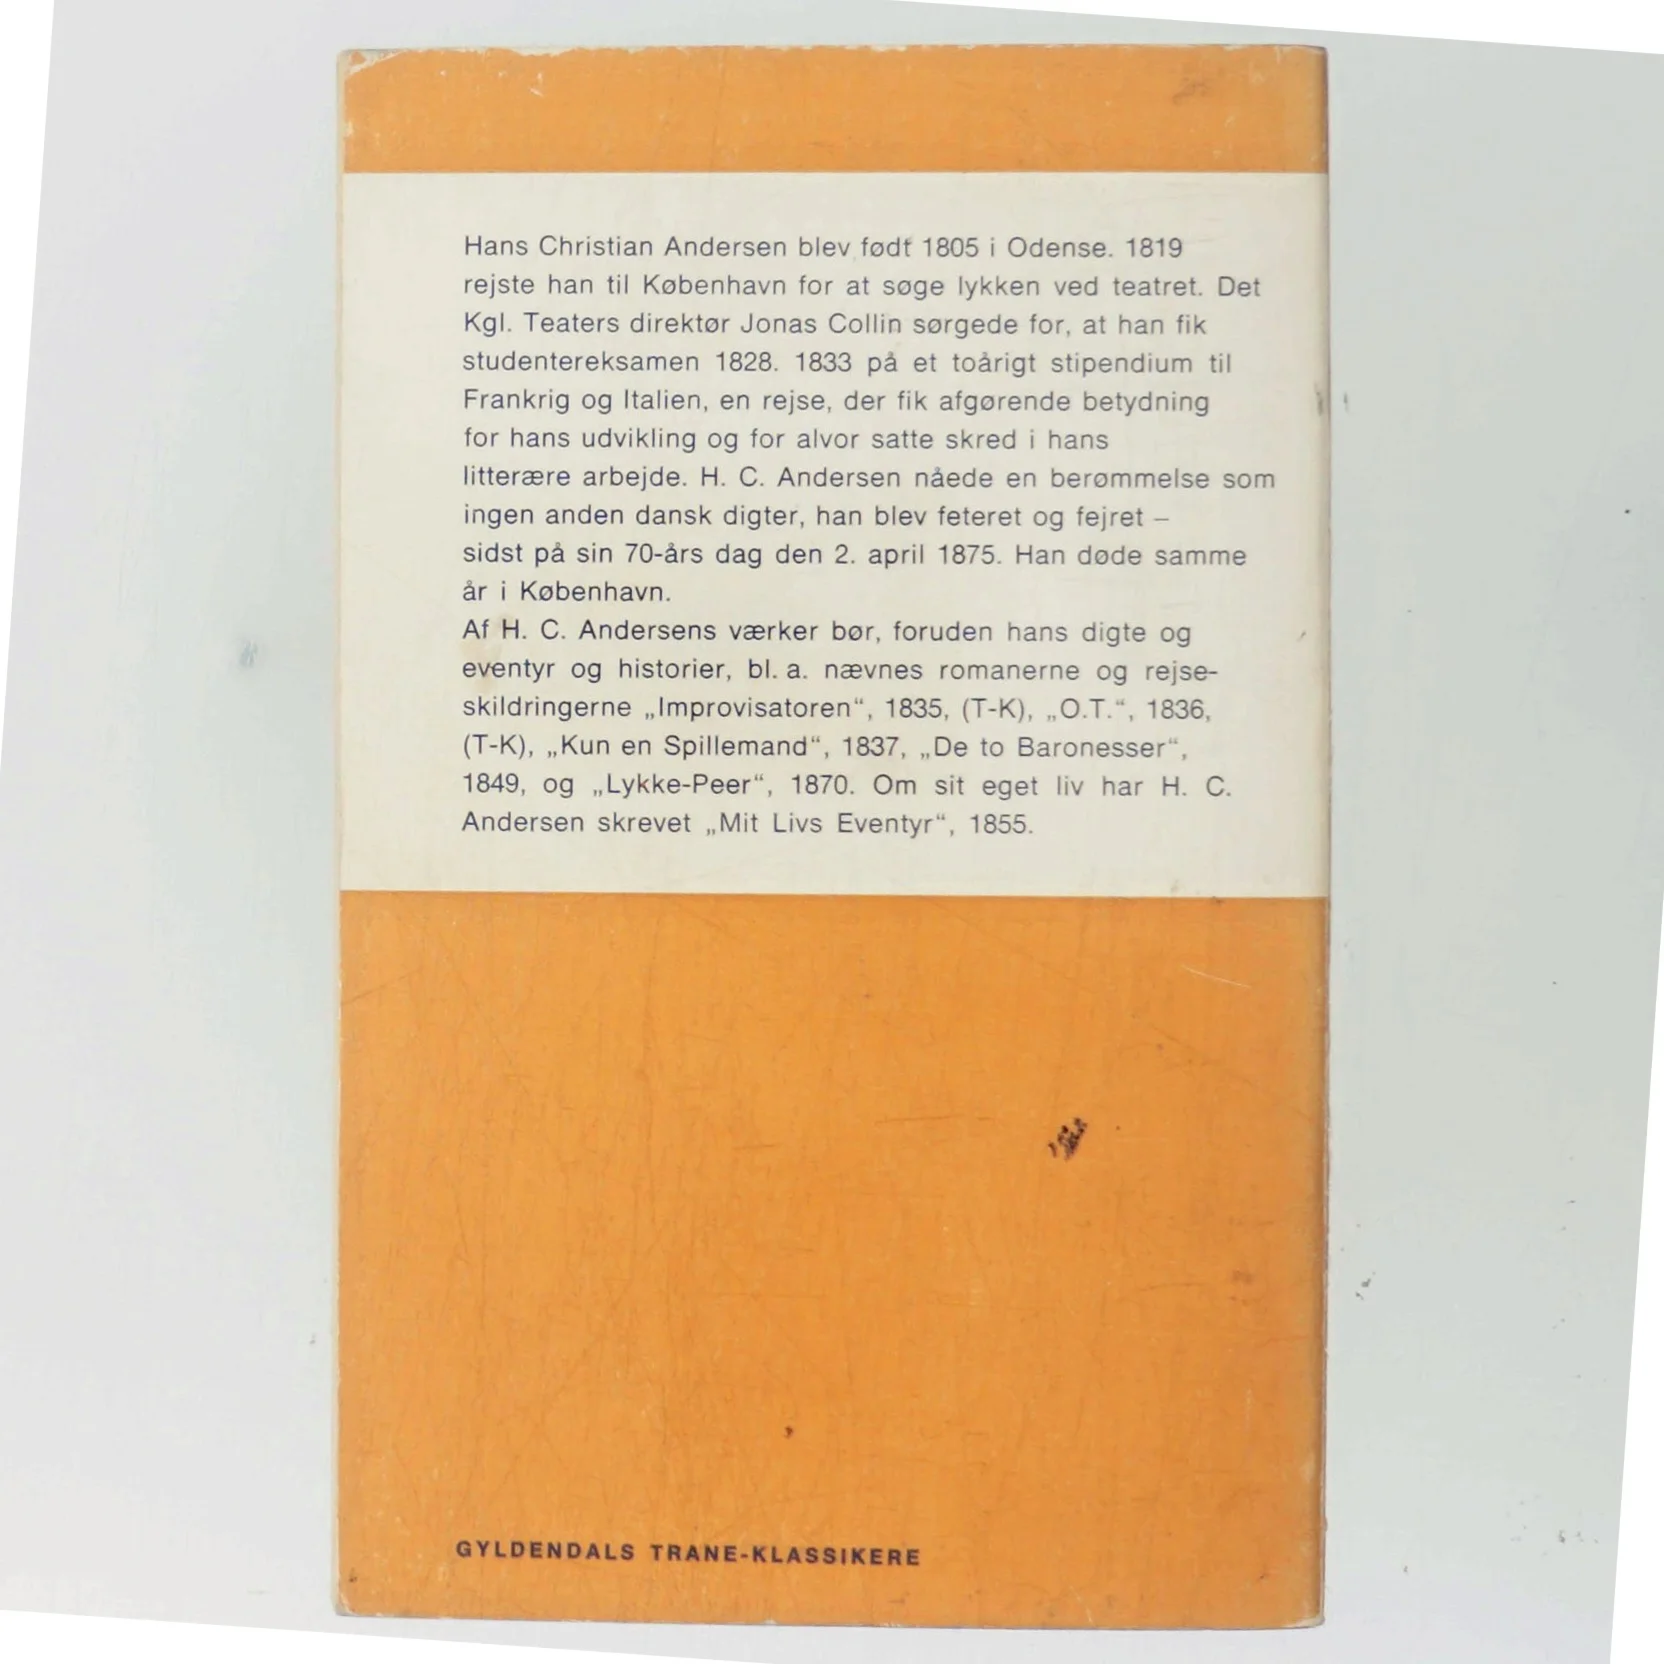 Hans Christian Andersen blev født 1805 i Odense. 1819
rejste han til København for at søge lykken ved teatret. Det
Kgl. Teaters direktør Jonas Collin sørgede for, at han fik
studentereksamen 1828. 1833 på et toårigt stipendium til
Frankrig og Italien, en rejse, der fik afgørende betydning
for hans udvikling og for alvor satte skred i hans
litterære arbejde. H. C. Andersen nåede en berømmelse som
ingen anden dansk digter, han blev feteret og fejret –
sidst på sin 70-års dag den 2. april 1875. Han døde samme
år i København.
Af H. C. Andersens værker bør, foruden hans digte og
eventyr og historier, bl. a. nævnes romanerne og rejse-
skildringerne „Improvisatoren“, 1835, (T-K), „O.T.“, 1836,
(T-K), „Kun en Spillemand“, 1837, „De to Baronesser“,
1849, og „Lykke-Peer“, 1870. Om sit eget liv har H. C.
Andersen skrevet „Mit Livs Eventyr“, 1855.
GYLDENDALS TRANE-KLASSIKERE